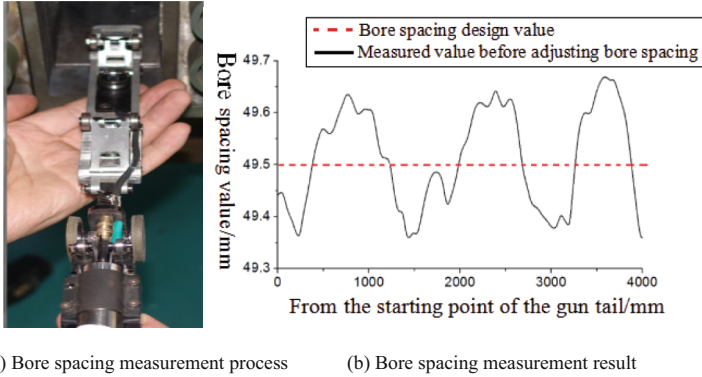 Bore spacing design value
Measured value before adjusting bore spacing
Bore spacing value/mm
49.7
49.6
49.5
49.4
49.3
0 1000 2000 3000 4000
From the starting point of the gun tail/mm
) Bore spacing measurement process (b) Bore spacing measurement result